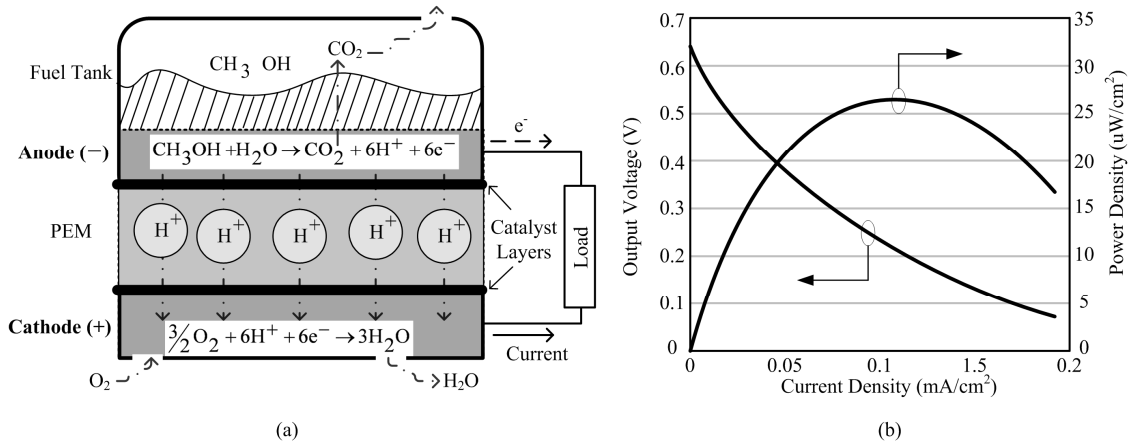 Fuel Tank
CH3 OH
CO2
Anode (−)
CH3OH +H2O → CO2 + 6H+ + 6e−
e-
PEM
H+ H+ H+ H+ H+
Catalyst
Layers
Load
Cathode (+)
3/2 O2 + 6H+ + 6e− → 3H2O
Current
O2
H2O
(a)
Output Voltage (V)
0.7
0.6
0.5
0.4
0.3
0.2
0.1
0
0 0.05 0.1 1.5 0.2
Current Density (mA/cm2)
35
30
25
20
15
10
5
0
Power Density (uW/cm2)
(b)